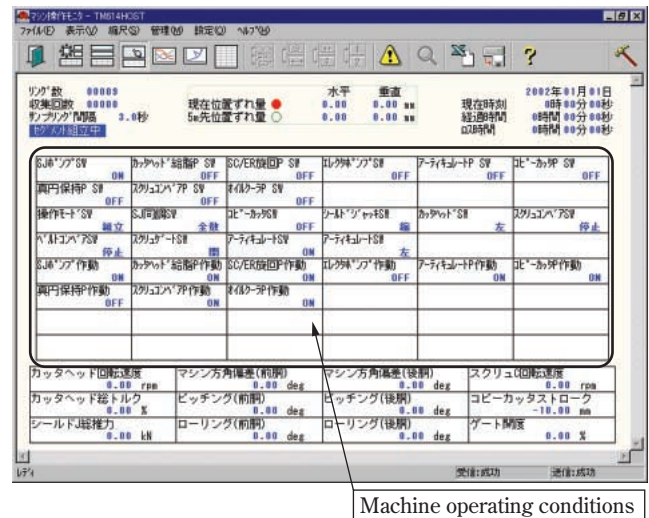 マシン操作モニタ - TM614HOST
ファイル(F) 表示(V) 縮尺(S) 管理(M) 設定(O) ヘルプ(H)
リング数 00003 水平 垂直 2002年01月01日
収集回数 00000 現在位置ずれ量 0.00 0.00 mm 現在時刻 0時00分00秒
サンプリング間隔 3.0秒 5m先位置ずれ量 0.00 0.00 mm 経過時間 0時間00分00秒
セグメント組立中 ロス時間 0時間00分00秒
SJポンプSW カッタヘッド給脂P SW SC/ER旋回P SW エレクタポンプSW アーティキュレートP SW コピーカッタP SW
ON OFF OFF OFF OFF OFF
真円保持P SW スクリュコンベアP SW オイルクーラP SW
OFF OFF OFF
操作モードSW SJ同調SW コピーカッタSW シールドジャッキSW カッタヘッドSW スクリュコンベアSW
組立 全数 OFF 縮 左 停止
ベルトコンベアSW スクリュゲートSW アーティキュレートSW アーティキュレートSW
停止 開 ON 左
SJポンプ作動 カッタヘッド給脂P作動 SC/ER旋回P作動 エレクタポンプ作動 アーティキュレートP作動 コピーカッタP作動
ON ON ON OFF ON ON
真円保持P作動 スクリュコンベアP作動 オイルクーラP作動
OFF ON ON
カッタヘッド回転速度 マシン方角偏差(前胴) マシン方角偏差(後胴) スクリュC回転速度
0.00 rpm 0.00 deg 0.00 deg 0.00 rpm
カッタヘッド総トルク ピッチング(前胴) ピッチング(後胴) コピーカッタストローク
0.00 % 0.00 deg 0.00 deg -10.00 mm
シールドJ総推力 ローリング(前胴) ローリング(後胴) ゲート開度
0.00 kN 0.00 deg 0.00 deg 0.00 %
レディ 受信:成功 送信:成功
Machine operating conditions